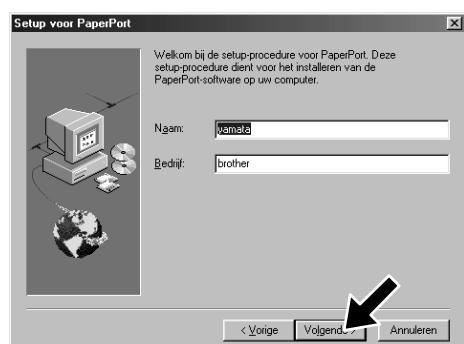 Setup voor PaperPort
Welkom bij de setup-procedure voor PaperPort. Deze
setup-procedure dient voor het installeren van de
PaperPort-software op uw computer.
Naam: yamata
Bedrijf: brother
< Vorige Volgende > Annuleren